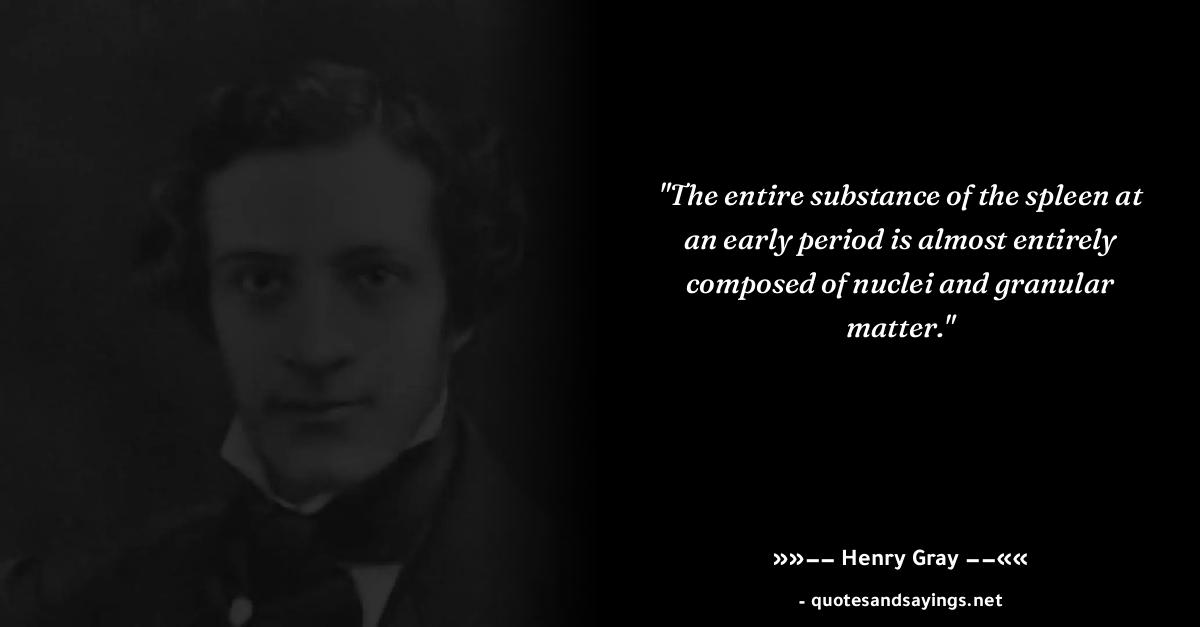 "The entire substance of the spleen at
an early period is almost entirely
composed of nuclei and granular
matter."
»»−− Henry Gray −−««
- quotesandsayings.net